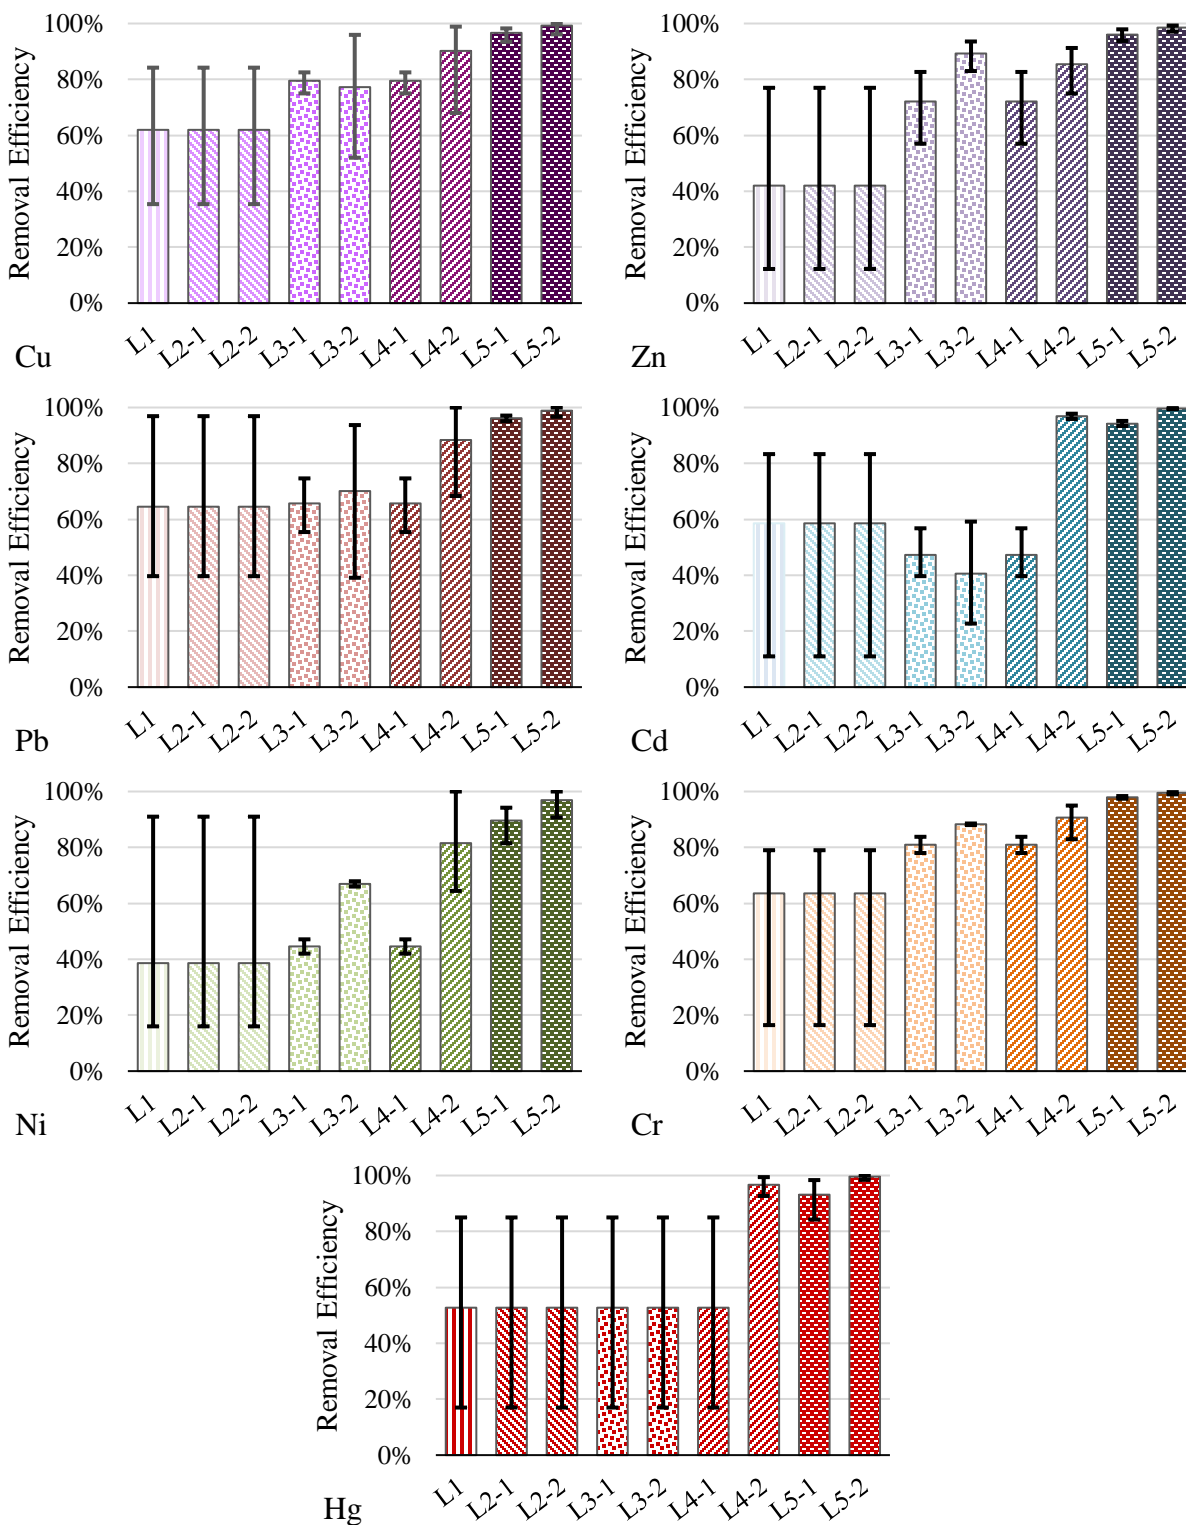 Removal Efficiency
100%
80%
60%
40%
20%
0%
L1
L2-1
L2-2
L3-1
L3-2
L4-1
L4-2
L5-1
L5-2
Cu
Removal Efficiency
100%
80%
60%
40%
20%
0%
L1
L2-1
L2-2
L3-1
L3-2
L4-1
L4-2
L5-1
L5-2
Zn
Removal Efficiency
100%
80%
60%
40%
20%
0%
L1
L2-1
L2-2
L3-1
L3-2
L4-1
L4-2
L5-1
L5-2
Pb
Removal Efficiency
100%
80%
60%
40%
20%
0%
L1
L2-1
L2-2
L3-1
L3-2
L4-1
L4-2
L5-1
L5-2
Cd
Removal Efficiency
100%
80%
60%
40%
20%
0%
L1
L2-1
L2-2
L3-1
L3-2
L4-1
L4-2
L5-1
L5-2
Ni
Removal Efficiency
100%
80%
60%
40%
20%
0%
L1
L2-1
L2-2
L3-1
L3-2
L4-1
L4-2
L5-1
L5-2
Cr
Removal Efficiency
100%
80%
60%
40%
20%
0%
L1
L2-1
L2-2
L3-1
L3-2
L4-1
L4-2
L5-1
L5-2
Hg